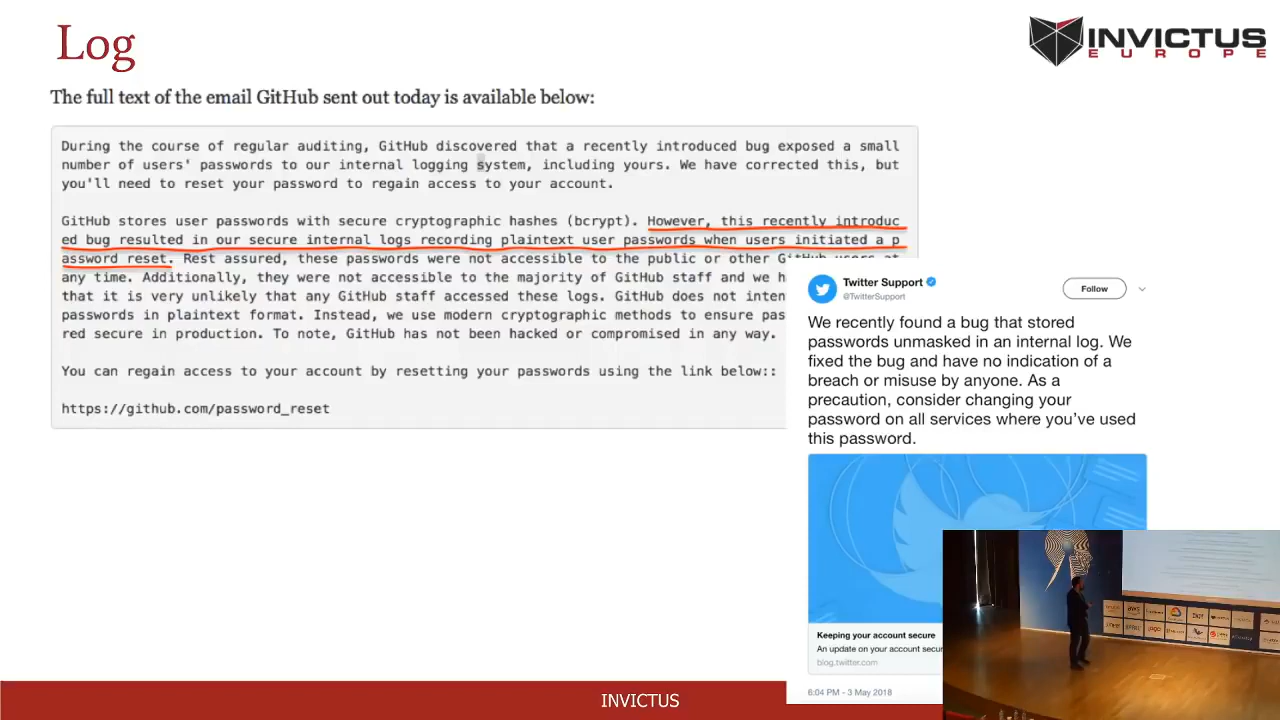 Log
INVICTUS
EUROPE
The full text of the email GitHub sent out today is available below:
During the course of regular auditing, GitHub discovered that a recently introduced bug exposed a small
number of users' passwords to our internal logging system, including yours. We have corrected this, but
you'll need to reset your password to regain access to your account.
GitHub stores user passwords with secure cryptographic hashes (bcrypt). However, this recently introduc
ed bug resulted in our secure internal logs recording plaintext user passwords when users initiated a p
assword reset. Rest assured, these passwords were not accessible to the public or other GitHub users at
any time. Additionally, they were not accessible to the majority of GitHub staff and we h
that it is very unlikely that any GitHub staff accessed these logs. GitHub does not inten
passwords in plaintext format. Instead, we use modern cryptographic methods to ensure pas
red secure in production. To note, GitHub has not been hacked or compromised in any way.
You can regain access to your account by resetting your passwords using the link below::
https://github.com/password_reset
Twitter Support
@TwitterSupport
Follow
We recently found a bug that stored
passwords unmasked in an internal log. We
fixed the bug and have no indication of a
breach or misuse by anyone. As a
precaution, consider changing your
password on all services where you've used
this password.
Keeping your account secure
An update on your account secur
blog.twitter.com
6:04 PM - 3 May 2018
INVICTUS